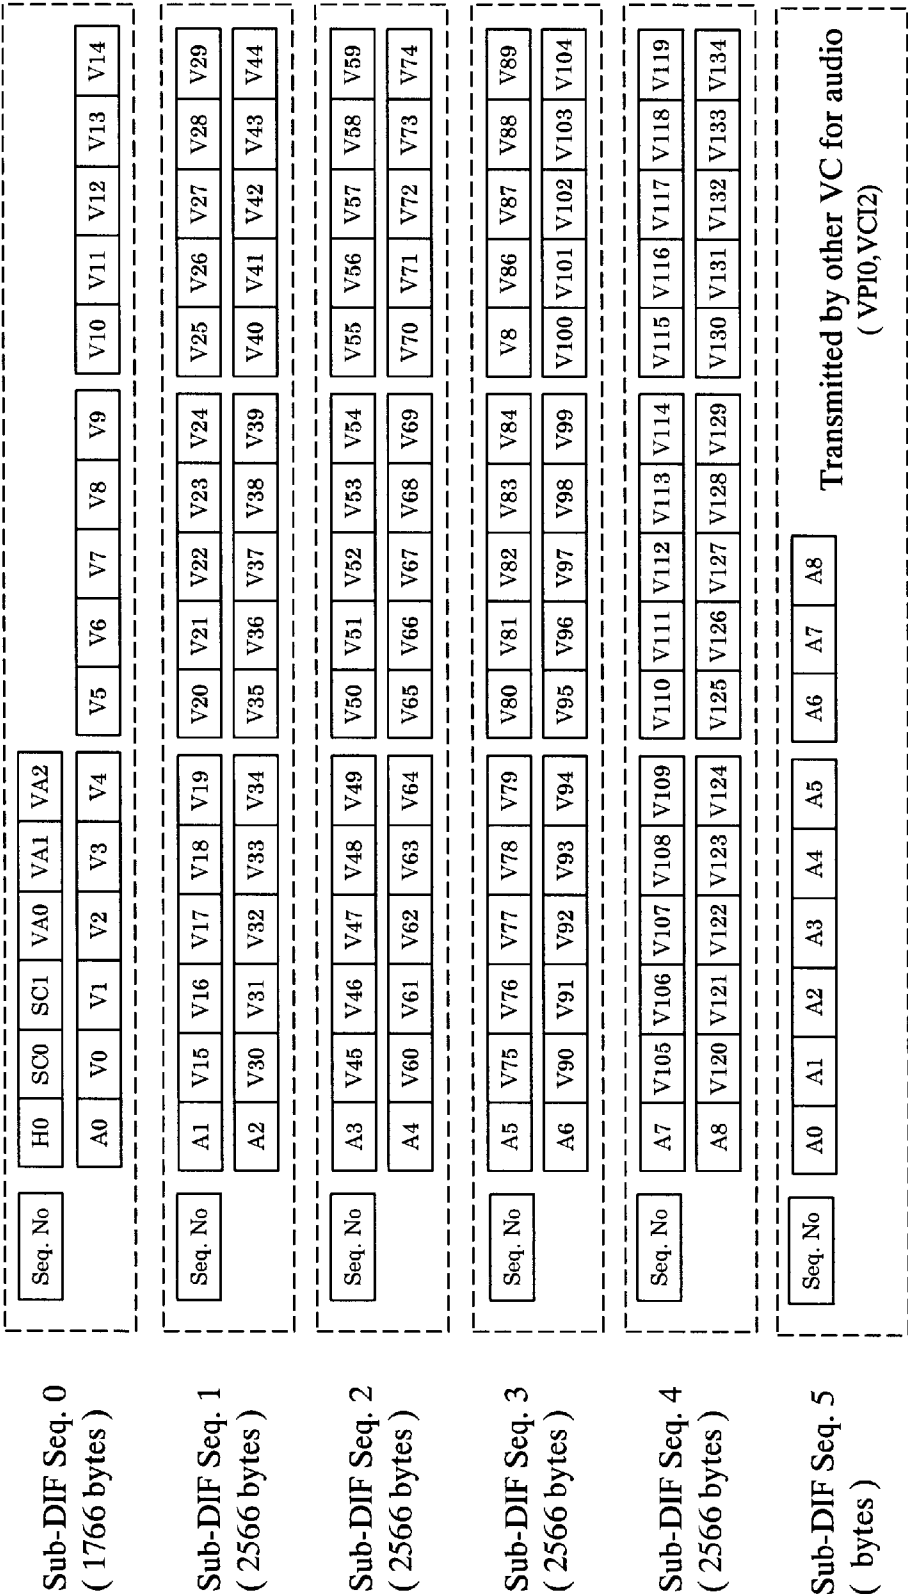 Sub-DIF Seq. 0
( 1766 bytes )
Seq. No
H0 SC0 SC1 VA0 VA1 VA2
A0 V0 V1 V2 V3 V4 V5 V6 V7 V8 V9 V10 V11 V12 V13 V14
Sub-DIF Seq. 1
( 2566 bytes )
Seq. No
A1 V15 V16 V17 V18 V19 V20 V21 V22 V23 V24 V25 V26 V27 V28 V29
A2 V30 V31 V32 V33 V34 V35 V36 V37 V38 V39 V40 V41 V42 V43 V44
Sub-DIF Seq. 2
( 2566 bytes )
Seq. No
A3 V45 V46 V47 V48 V49 V50 V51 V52 V53 V54 V55 V56 V57 V58 V59
A4 V60 V61 V62 V63 V64 V65 V66 V67 V68 V69 V70 V71 V72 V73 V74
Sub-DIF Seq. 3
( 2566 bytes )
Seq. No
A5 V75 V76 V77 V78 V79 V80 V81 V82 V83 V84 V8 V86 V87 V88 V89
A6 V90 V91 V92 V93 V94 V95 V96 V97 V98 V99 V100 V101 V102 V103 V104
Sub-DIF Seq. 4
( 2566 bytes )
Seq. No
A7 V105 V106 V107 V108 V109 V110 V111 V112 V113 V114 V115 V116 V117 V118 V119
A8 V120 V121 V122 V123 V124 V125 V126 V127 V128 V129 V130 V131 V132 V133 V134
Sub-DIF Seq. 5
( bytes )
Seq. No
A0 A1 A2 A3 A4 A5 A6 A7 A8
Transmitted by other VC for audio
( VPI0,VCI2)